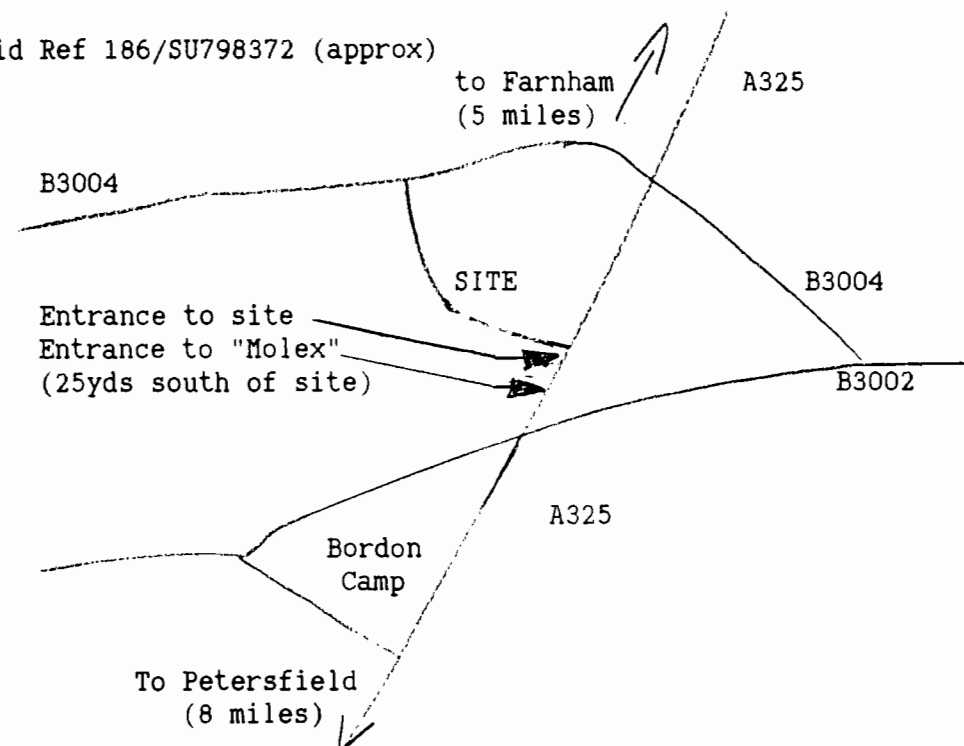 id Ref 186/SU798372 (approx)
to Farnham
(5 miles)
A325
B3004
SITE
B3004
Entrance to site
Entrance to "Molex"
(25yds south of site)
B3002
A325
Bordon
Camp
To Petersfield
(8 miles)